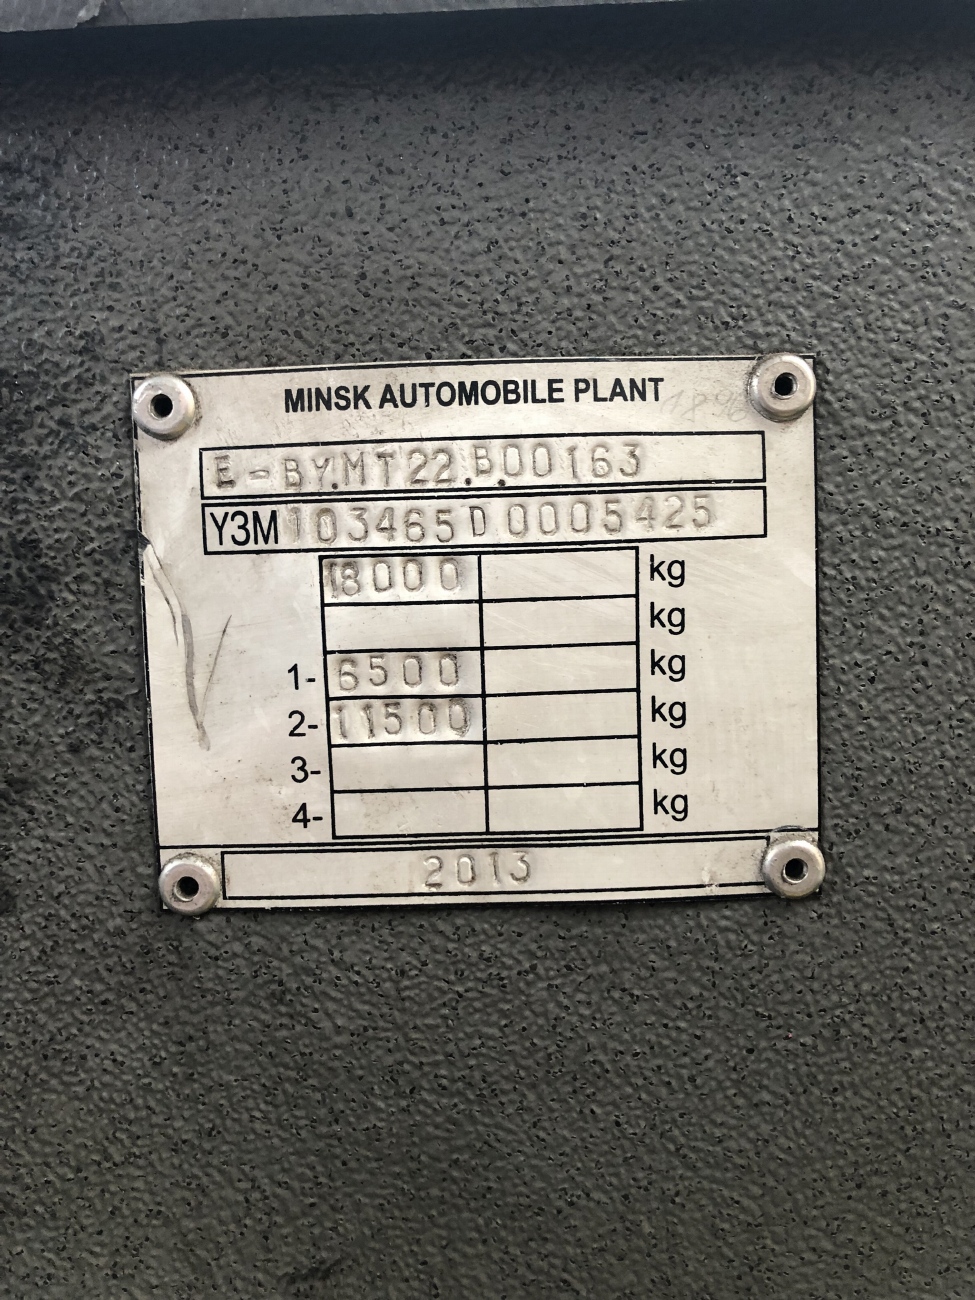 MINSK AUTOMOBILE PLANT
E-BY.MT22.B.00163
Y3M103465D0005425
18000 kg
kg
1- 6500 kg
2- 11500 kg
3- kg
4- kg
2013